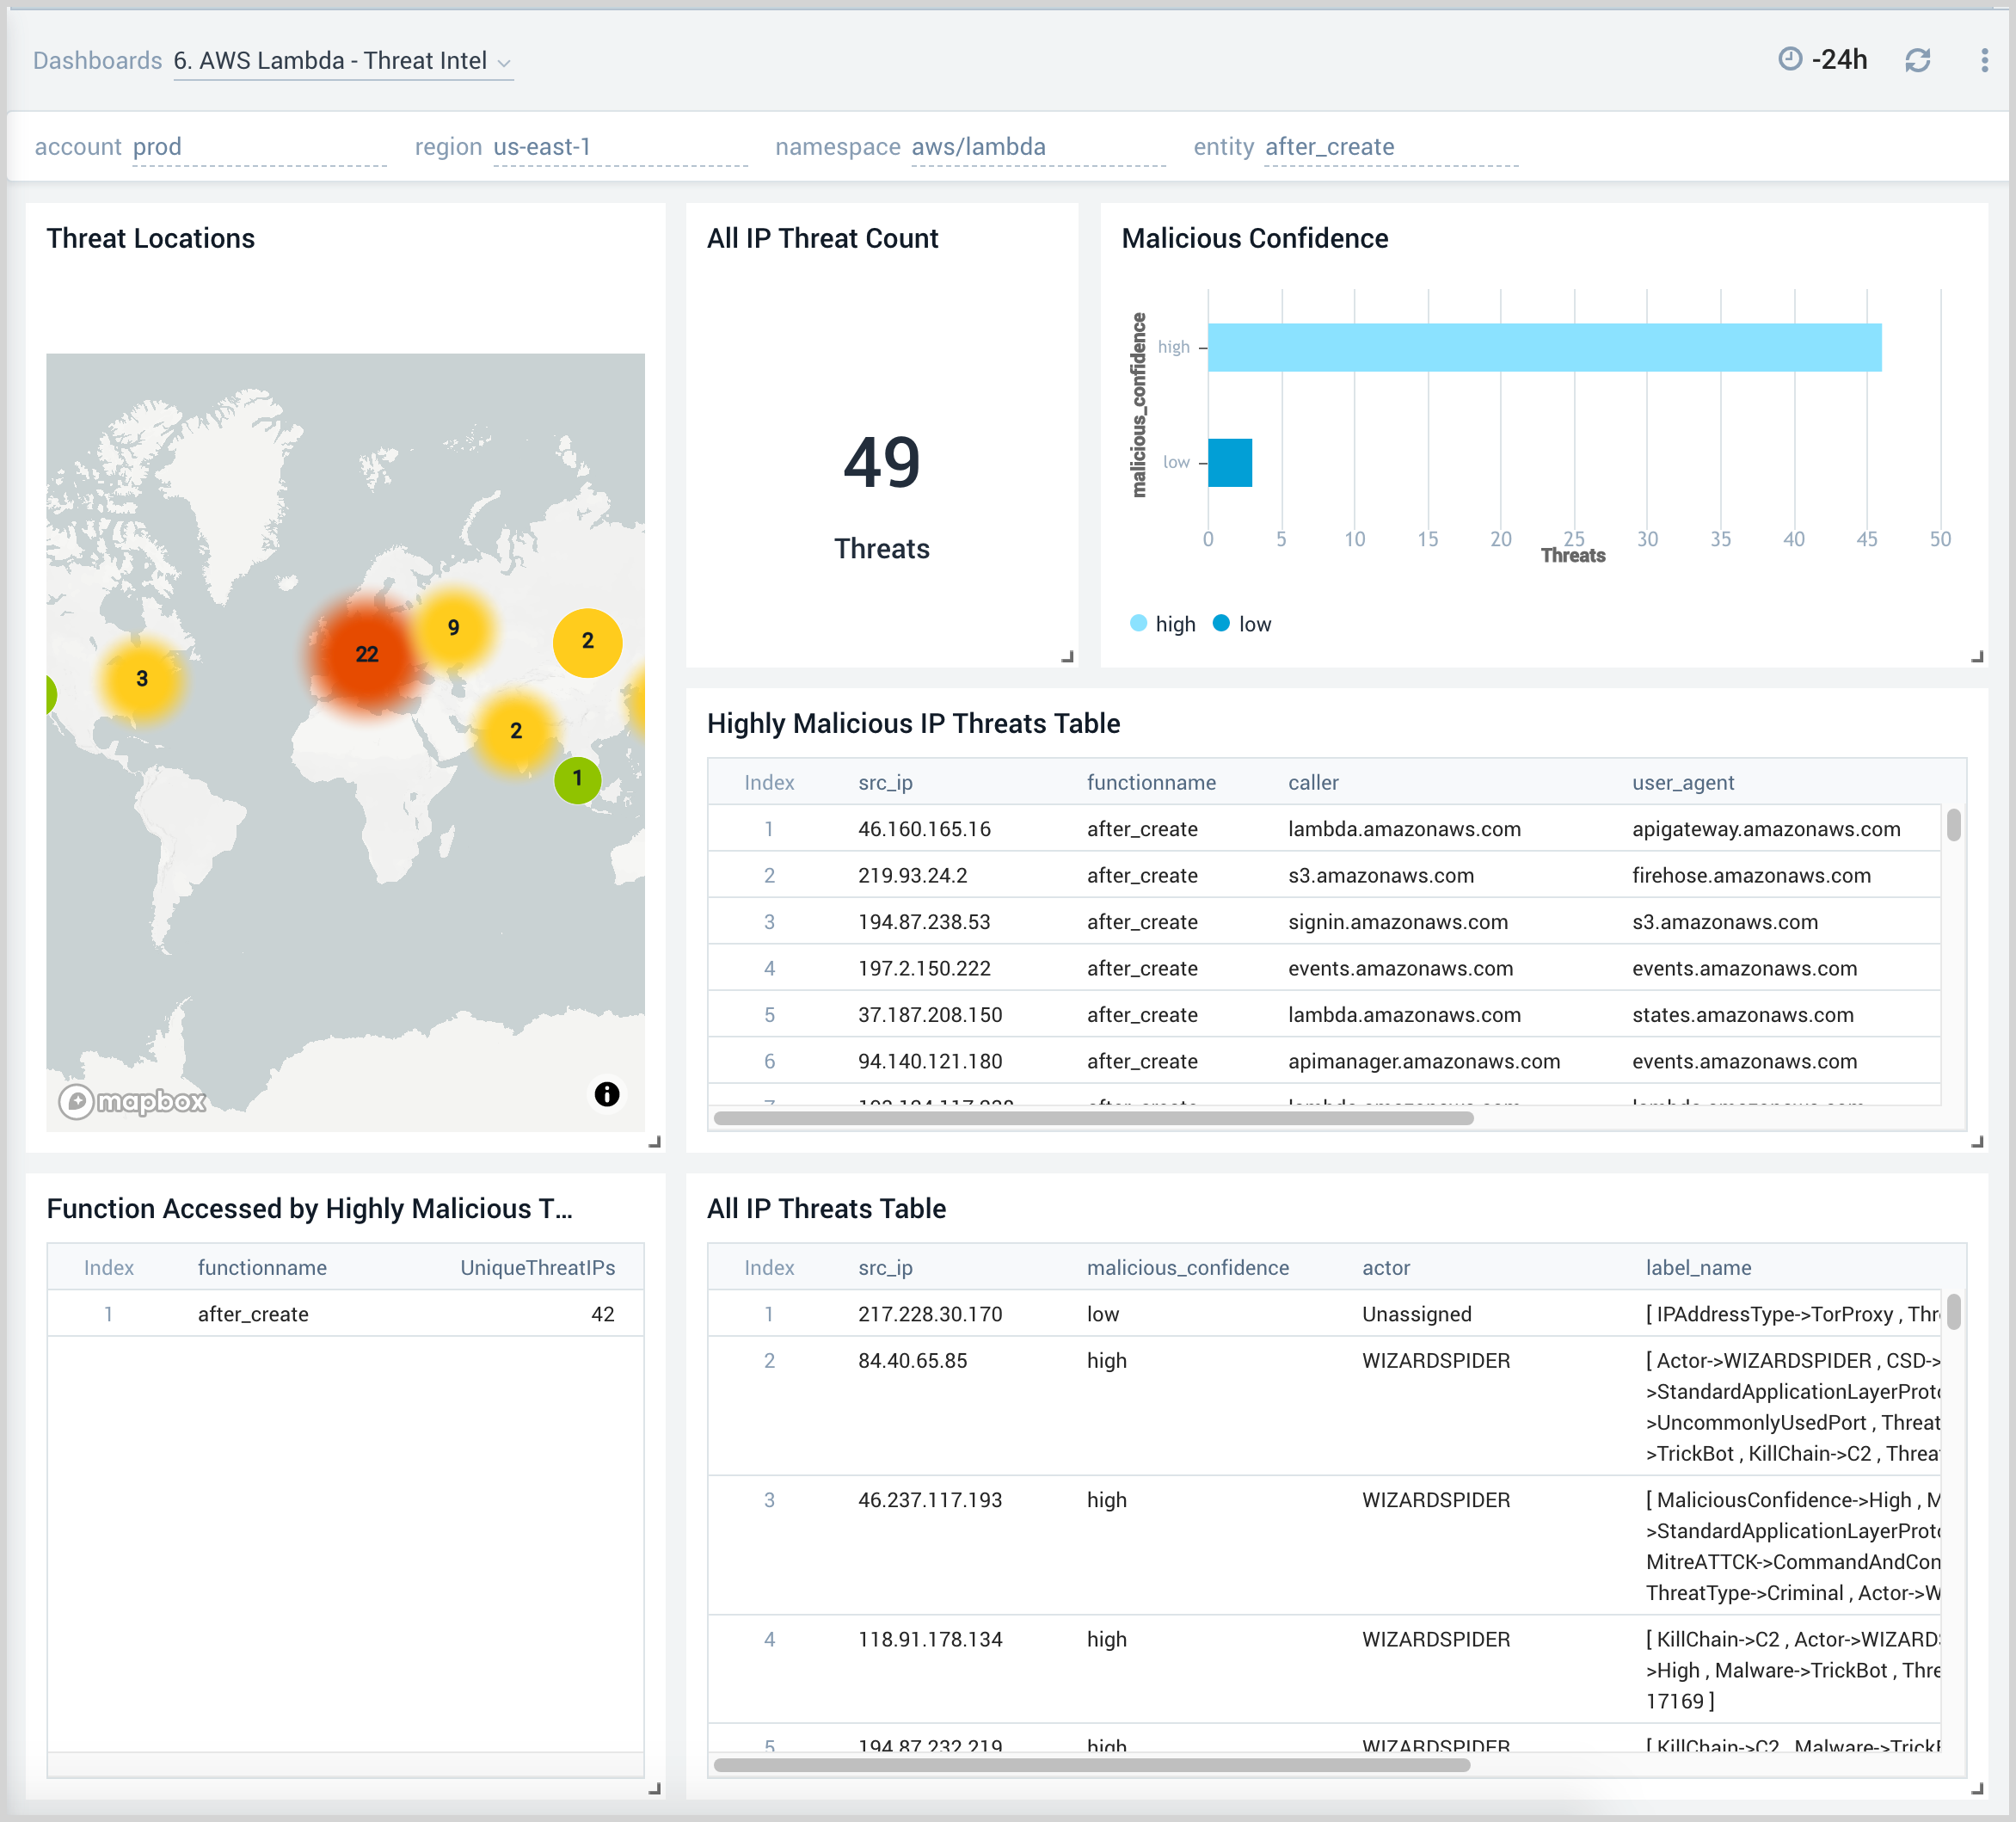 Dashboards 6. AWS Lambda - Threat Intel
-24h
account prod region us-east-1 namespace aws/lambda entity after_create
Threat Locations
22
9
2
3
2
1
mapbox
All IP Threat Count
49
Threats
Malicious Confidence
malicious_confidence
high
low
0 5 10 15 20 25 30 35 40 45 50
Threats
high low
Highly Malicious IP Threats Table
Index src_ip functionname caller user_agent
1 46.160.165.16 after_create lambda.amazonaws.com apigateway.amazonaws.com
2 219.93.24.2 after_create s3.amazonaws.com firehose.amazonaws.com
3 194.87.238.53 after_create signin.amazonaws.com s3.amazonaws.com
4 197.2.150.222 after_create events.amazonaws.com events.amazonaws.com
5 37.187.208.150 after_create lambda.amazonaws.com states.amazonaws.com
6 94.140.121.180 after_create apimanager.amazonaws.com events.amazonaws.com
Function Accessed by Highly Malicious T...
Index functionname UniqueThreatIPs
1 after_create 42
All IP Threats Table
Index src_ip malicious_confidence actor label_name
1 217.228.30.170 low Unassigned [ IPAddressType->TorProxy , Thr
2 84.40.65.85 high WIZARDSPIDER [ Actor->WIZARDSPIDER , CSD->
>StandardApplicationLayerProto
>UncommonlyUsedPort , Threat
>TrickBot , KillChain->C2 , Threa
3 46.237.117.193 high WIZARDSPIDER [ MaliciousConfidence->High , M
>StandardApplicationLayerProto
MitreATTCK->CommandAndCon
ThreatType->Criminal , Actor->W
4 118.91.178.134 high WIZARDSPIDER [ KillChain->C2 , Actor->WIZARD
>High , Malware->TrickBot , Thre
17169 ]
5 194.87.232.219 high WIZARDSPIDER [ KillChain->C2 , Malware->Trick